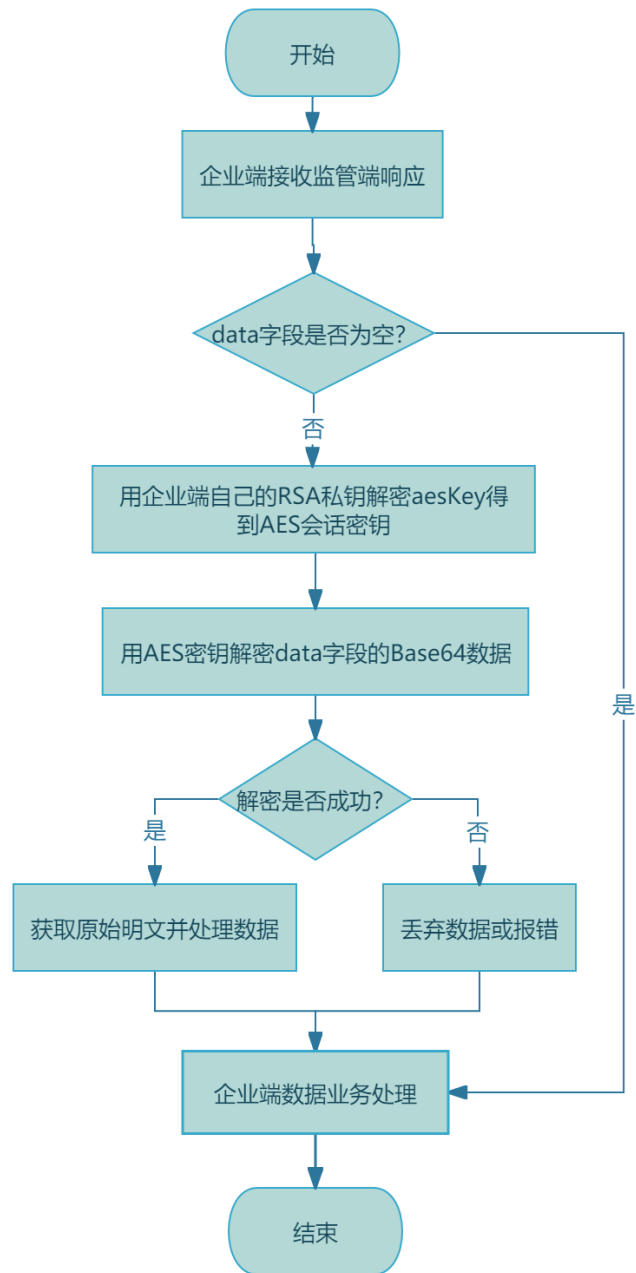 开始
企业端接收监管端响应
data字段是否为空？
否
用企业端自己的RSA私钥解密aesKey得
到AES会话密钥
用AES密钥解密data字段的Base64数据
是
解密是否成功？
是
否
获取原始明文并处理数据
丢弃数据或报错
企业端数据业务处理
结束